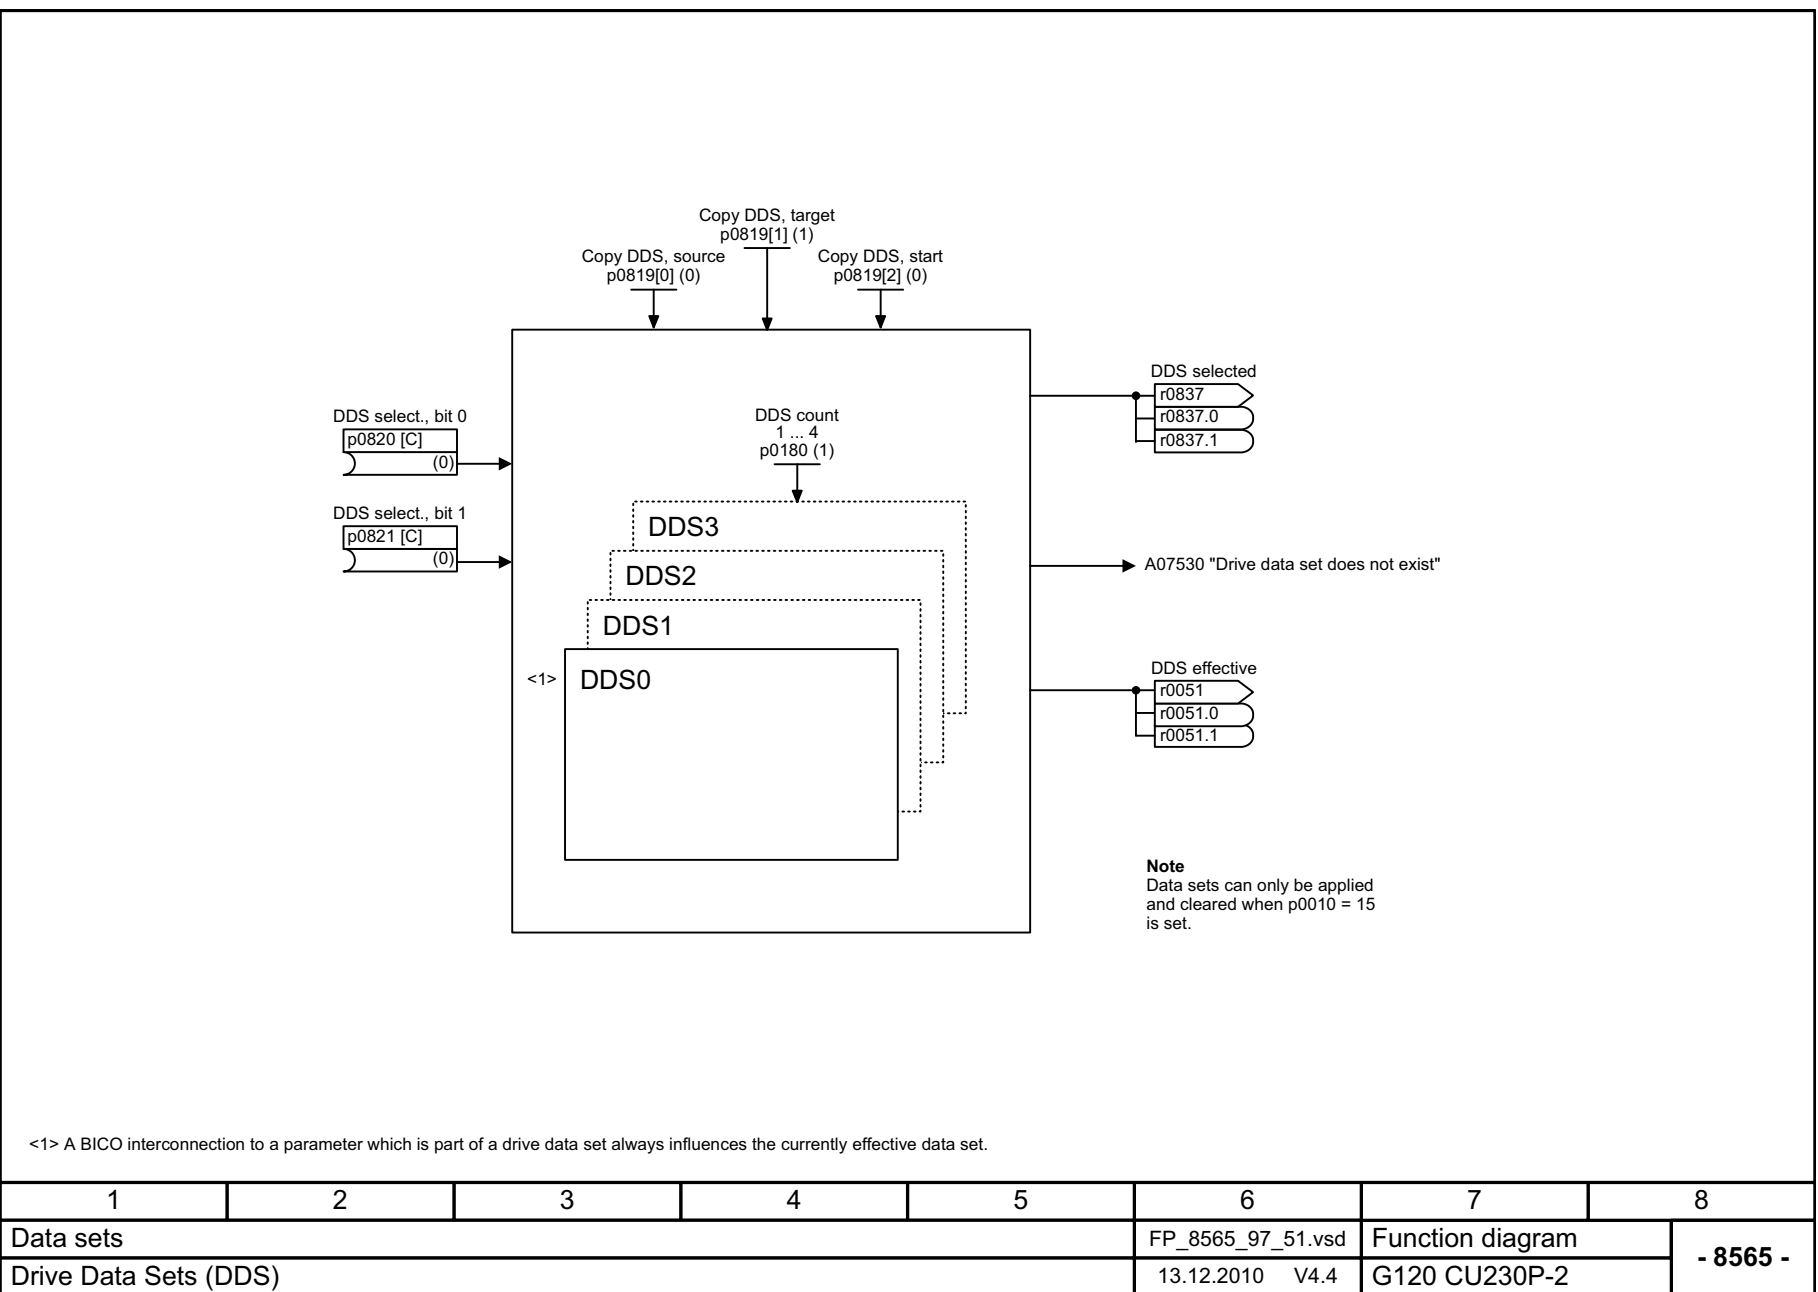 Copy DDS, target
p0819[1] (1)
Copy DDS, source
p0819[0] (0)
Copy DDS, start
p0819[2] (0)
DDS select., bit 0
p0820 [C]
(0)
DDS select., bit 1
p0821 [C]
(0)
DDS count
1 ... 4
p0180 (1)
DDS3
DDS2
DDS1
<1>
DDS0
DDS selected
r0837
r0837.0
r0837.1
A07530 "Drive data set does not exist"
DDS effective
r0051
r0051.0
r0051.1
Note
Data sets can only be applied
and cleared when p0010 = 15
is set.
<1> A BICO interconnection to a parameter which is part of a drive data set always influences the currently effective data set.
1 2 3 4 5 6 7 8
Data sets
FP_8565_97_51.vsd
Function diagram
- 8565 -
Drive Data Sets (DDS)
13.12.2010 V4.4
G120 CU230P-2